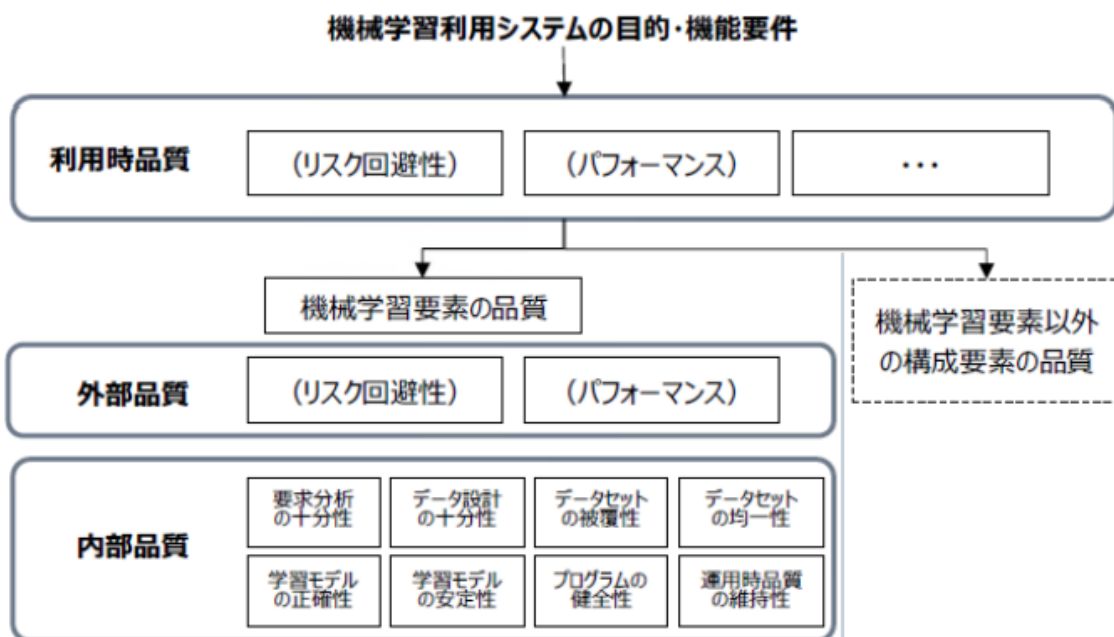 機械学習利用システムの目的・機能要件
利用時品質
(リスク回避性)
(パフォーマンス)
・・・
機械学習要素の品質
機械学習要素以外
の構成要素の品質
外部品質
(リスク回避性)
(パフォーマンス)
内部品質
要求分析
の十分性
データ設計
の十分性
データセット
の被覆性
データセット
の均一性
学習モデル
の正確性
学習モデル
の安定性
プログラムの
健全性
運用時品質
の維持性